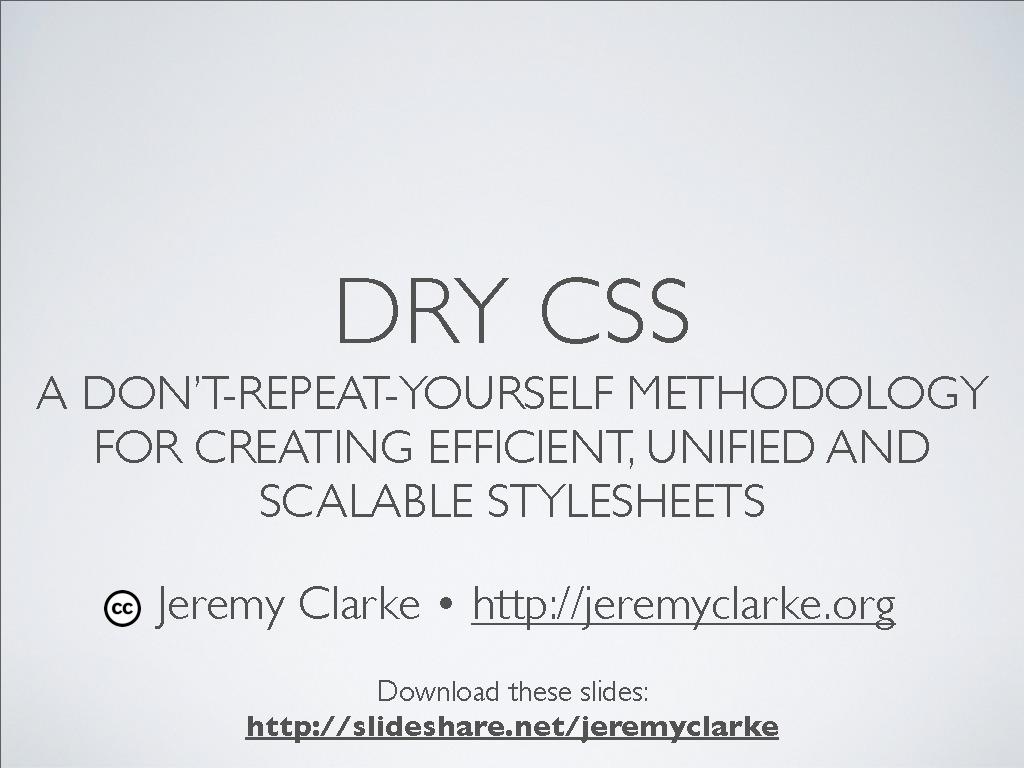 DRY CSS
A DON’T-REPEAT-YOURSELF METHODOLOGY
FOR CREATING EFFICIENT, UNIFIED AND
SCALABLE STYLESHEETS
cc Jeremy Clarke • http://jeremyclarke.org
Download these slides:
http://slideshare.net/jeremyclarke